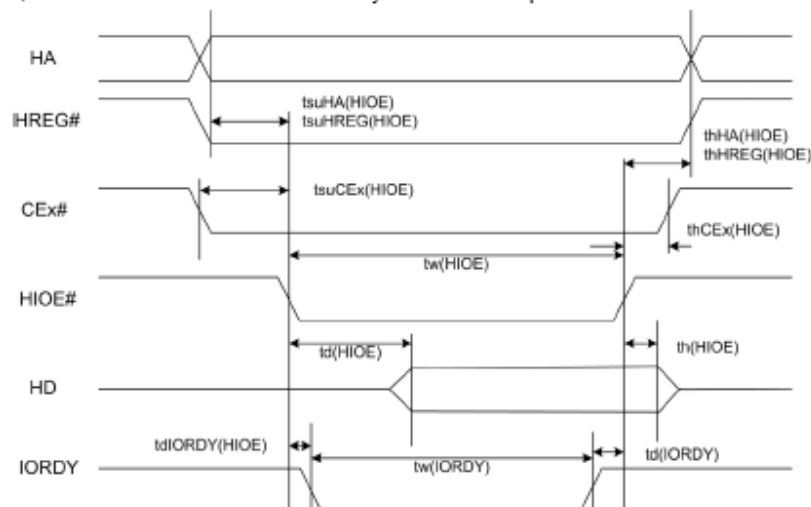 HA
tsuHA(HIOE)
HREG#
tsuHREG(HIOE)
thHA(HIOE)
thHREG(HIOE)
tsuCEx(HIOE)
CEx#
thCEx(HIOE)
tw(HIOE)
HIOE#
td(HIOE)
th(HIOE)
HD
tdIORDY(HIOE)
tw(IORDY)
td(IORDY)
IORDY